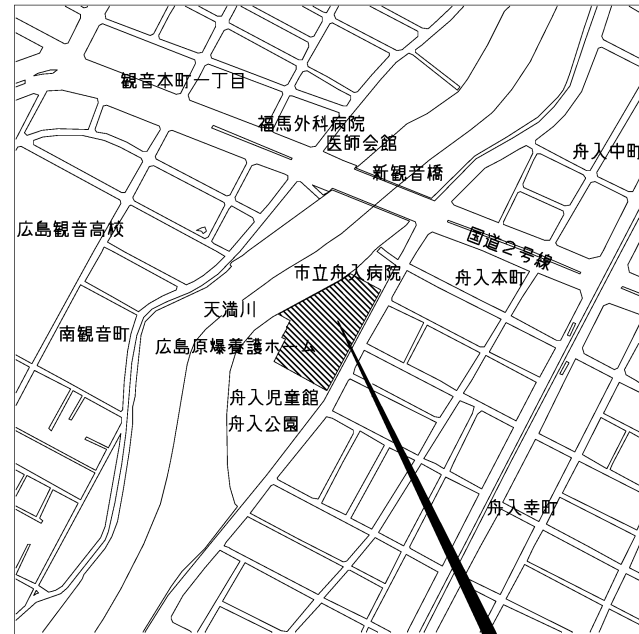 観音本町一丁目
福馬外科病院
医師会館
舟入中町
新観音橋
広島観音高校
国道2号線
市立舟入病院
舟入本町
天満川
南観音町
広島原爆養護ホーム
舟入児童館
舟入公園
舟入幸町